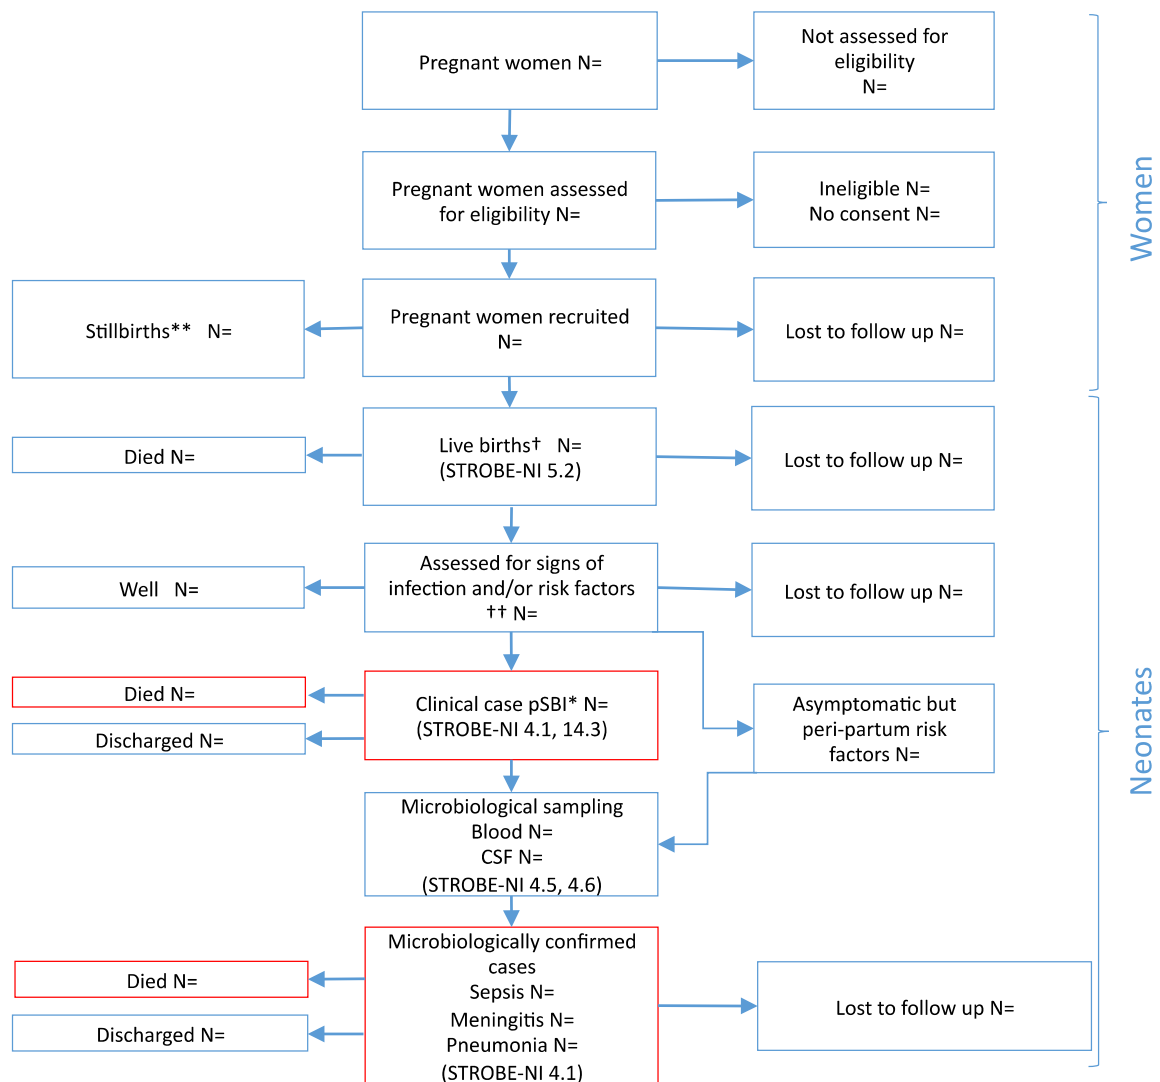 Pregnant women N=
Not assessed for
eligibility
N=
Pregnant women assessed
for eligibility N=
Ineligible N=
No consent N=
Women
Stillbirths** N=
Pregnant women recruited
N=
Lost to follow up N=
Died N=
Live births† N=
(STROBE-NI 5.2)
Lost to follow up N=
Well N=
Assessed for signs of
infection and/or risk factors
†† N=
Lost to follow up N=
Died N=
Discharged N=
Clinical case pSBI* N=
(STROBE-NI 4.1, 14.3)
Asymptomatic but
peri-partum risk
factors N=
Neonates
Microbiological sampling
Blood N=
CSF N=
(STROBE-NI 4.5, 4.6)
Died N=
Discharged N=
Microbiologically confirmed
cases
Sepsis N=
Meningitis N=
Pneumonia N=
(STROBE-NI 4.1)
Lost to follow up N=